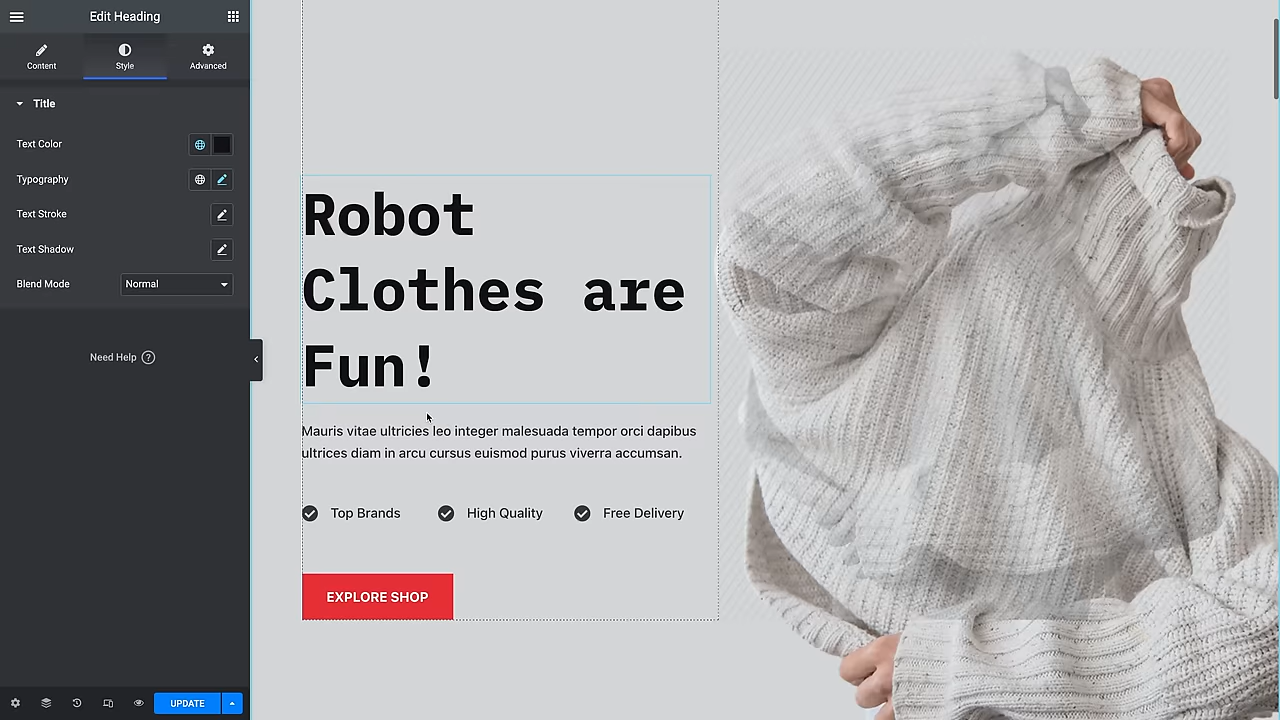 Edit Heading
Content
Style
Advanced
Title
Text Color
Typography
Text Stroke
Text Shadow
Blend Mode
Normal
Need Help ?
UPDATE
Robot
Clothes are
Fun!
Mauris vitae ultricies leo integer malesuada tempor orci dapibus
ultrices diam in arcu cursus euismod purus viverra accumsan.
Top Brands
High Quality
Free Delivery
EXPLORE SHOP